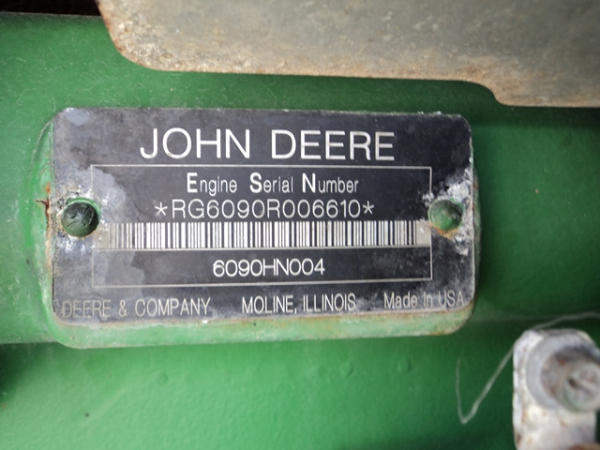 JOHN DEERE
Engine Serial Number
*RG6090R006610*
6090HN004
DEERE & COMPANY MOLINE, ILLINOIS Made In USA